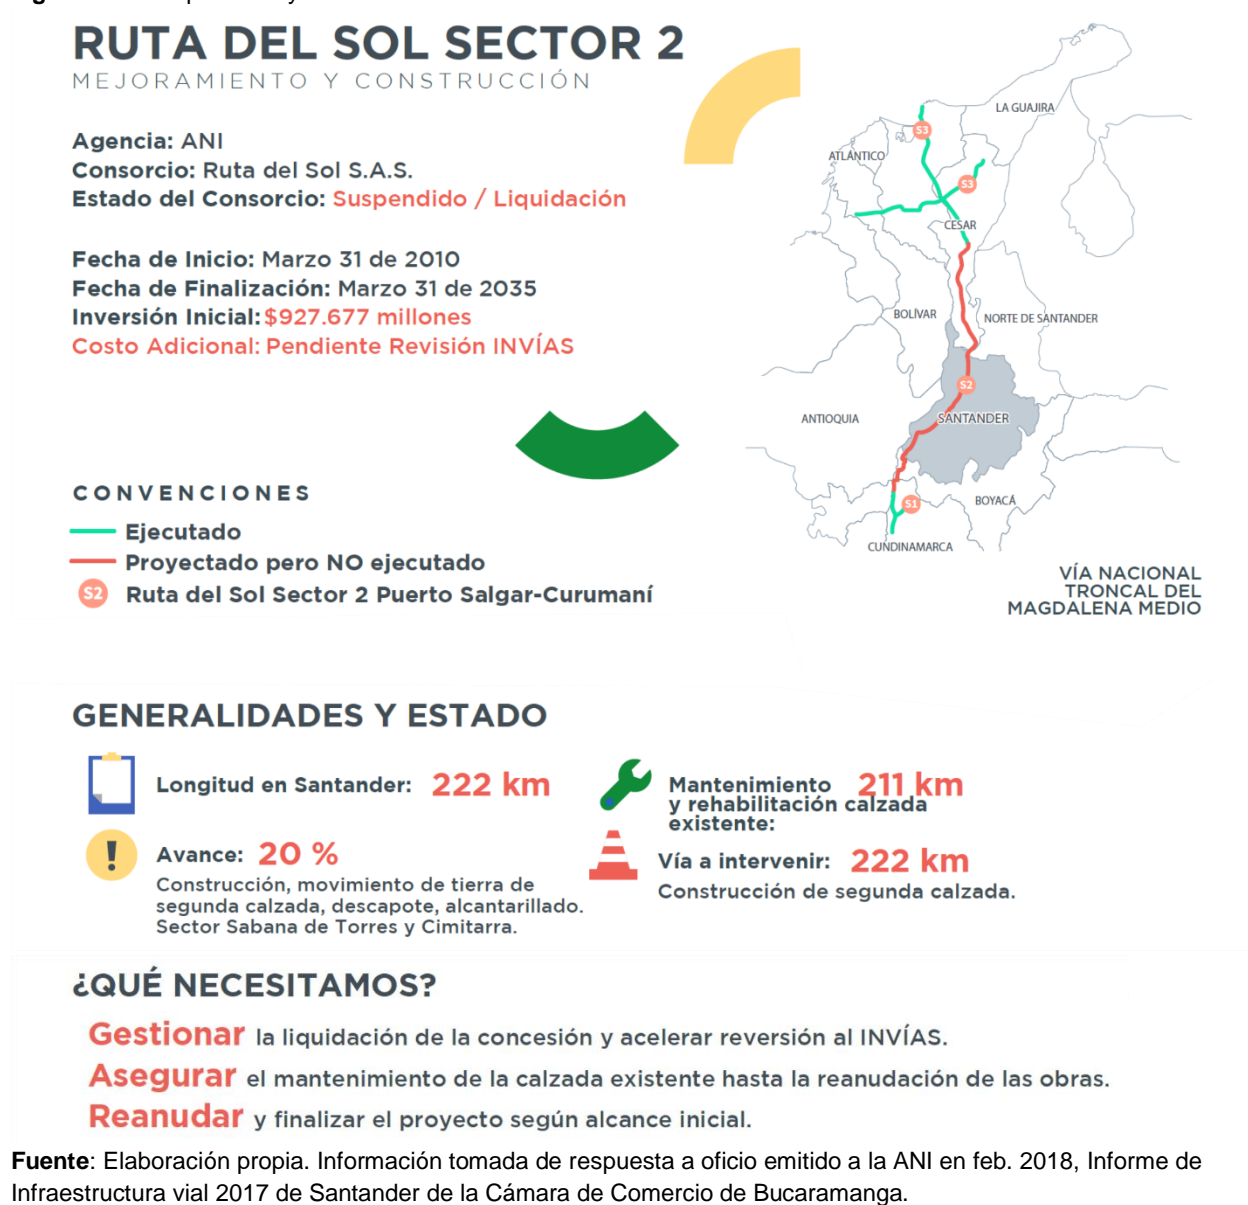 RUTA DEL SOL SECTOR 2
MEJORAMIENTO Y CONSTRUCCIÓN
Agencia: ANI
Consorcio: Ruta del Sol S.A.S.
Estado del Consorcio: Suspendido / Liquidación
Fecha de Inicio: Marzo 31 de 2010
Fecha de Finalización: Marzo 31 de 2035
Inversión Inicial: $927.677 millones
Costo Adicional: Pendiente Revisión INVÍAS
CONVENCIONES
Ejecutado
Proyectado pero NO ejecutado
S2 Ruta del Sol Sector 2 Puerto Salgar-Curumaní
LA GUAJIRA
S3
ATLÁNTICO
S3
CESAR
BOLÍVAR
NORTE DE SANTANDER
S2
ANTIOQUIA
SANTANDER
BOYACÁ
S1
CUNDINAMARCA
VÍA NACIONAL
TRONCAL DEL
MAGDALENA MEDIO
GENERALIDADES Y ESTADO
Longitud en Santander: 222 km
Avance: 20 %
Construcción, movimiento de tierra de
segunda calzada, descapote, alcantarillado.
Sector Sabana de Torres y Cimitarra.
Mantenimiento 211 km
y rehabilitación calzada
existente:
Vía a intervenir: 222 km
Construcción de segunda calzada.
¿QUÉ NECESITAMOS?
Gestionar la liquidación de la concesión y acelerar reversión al INVÍAS.
Asegurar el mantenimiento de la calzada existente hasta la reanudación de las obras.
Reanudar y finalizar el proyecto según alcance inicial.
Fuente: Elaboración propia. Información tomada de respuesta a oficio emitido a la ANI en feb. 2018, Informe de
Infraestructura vial 2017 de Santander de la Cámara de Comercio de Bucaramanga.